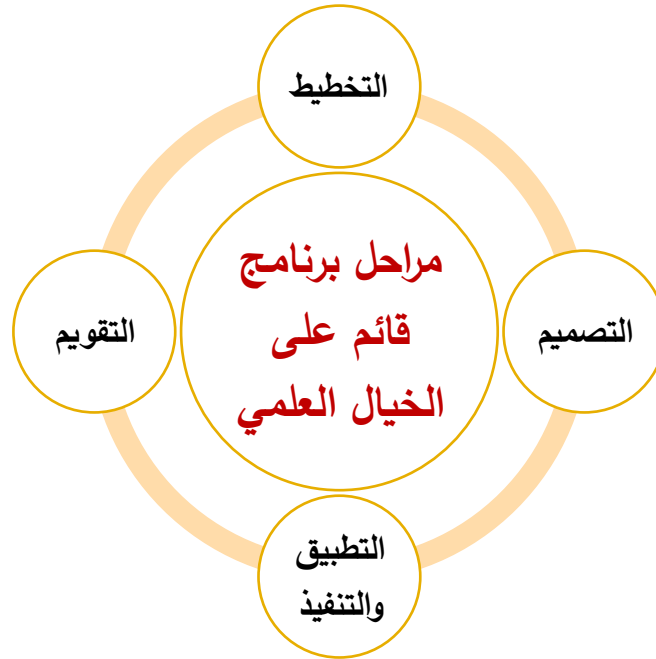 التخطيط
مراحل برنامج
قائم على
الخيال العلمي
التصميم
التقويم
التطبيق
والتنفيذ